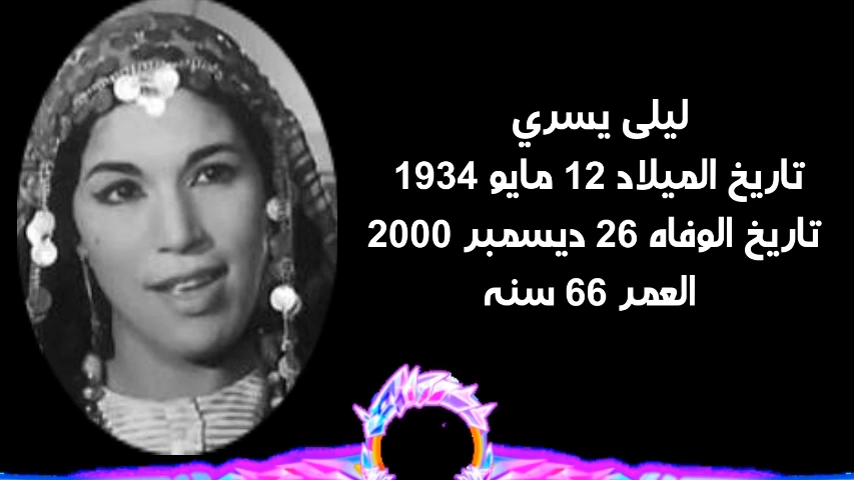 ليلى يسري
تاريخ الميلاد 12 مايو 1934
تاريخ الوفاه 26 ديسمبر 2000
العمر 66 سنه